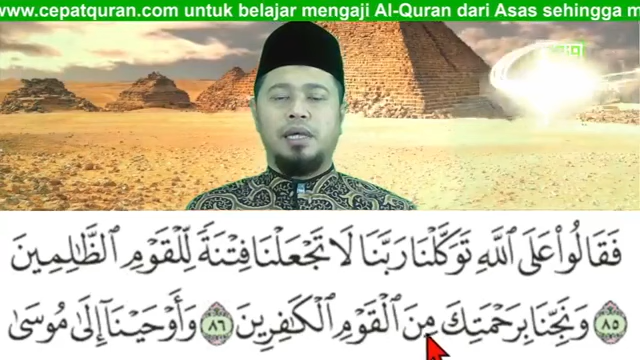 www.cepatquran.com untuk belajar mengaji Al-Quran dari Asas sehingga m
فَقَالُوا۟ عَلَى ٱللَّهِ تَوَكَّلْنَا رَبَّنَا لَا تَجْعَلْنَا فِتْنَةً لِّلْقَوْمِ ٱلظَّـٰلِمِينَ
٨٥ وَنَجِّنَا بِرَحْمَتِكَ مِنَ ٱلْقَوْمِ ٱلْكَـٰفِرِينَ ٨٦ وَأَوْحَيْنَآ إِلَىٰ مُوسَىٰ